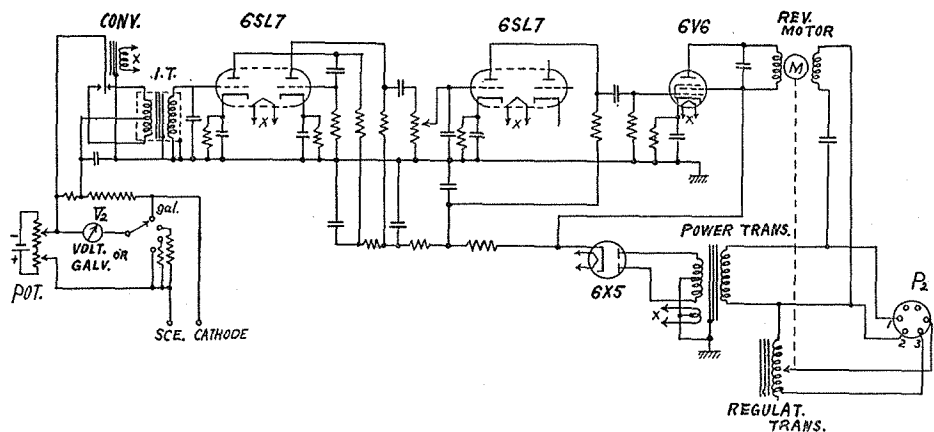 CONV.
6SL7
6SL7
6V6
REV.
MOTOR
X
I.T.
M
X
X
X
gal.
V2
VOLT. OR
GALV.
-
+
POT.
SCE. CATHODE
6X5
POWER TRANS.
X
P2
1
2 3
REGULAT.
TRANS.